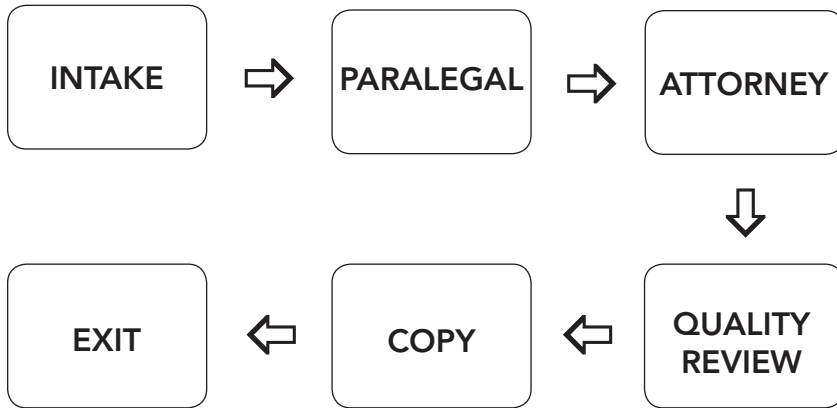 INTAKE
PARALEGAL
ATTORNEY
QUALITY
REVIEW
COPY
EXIT